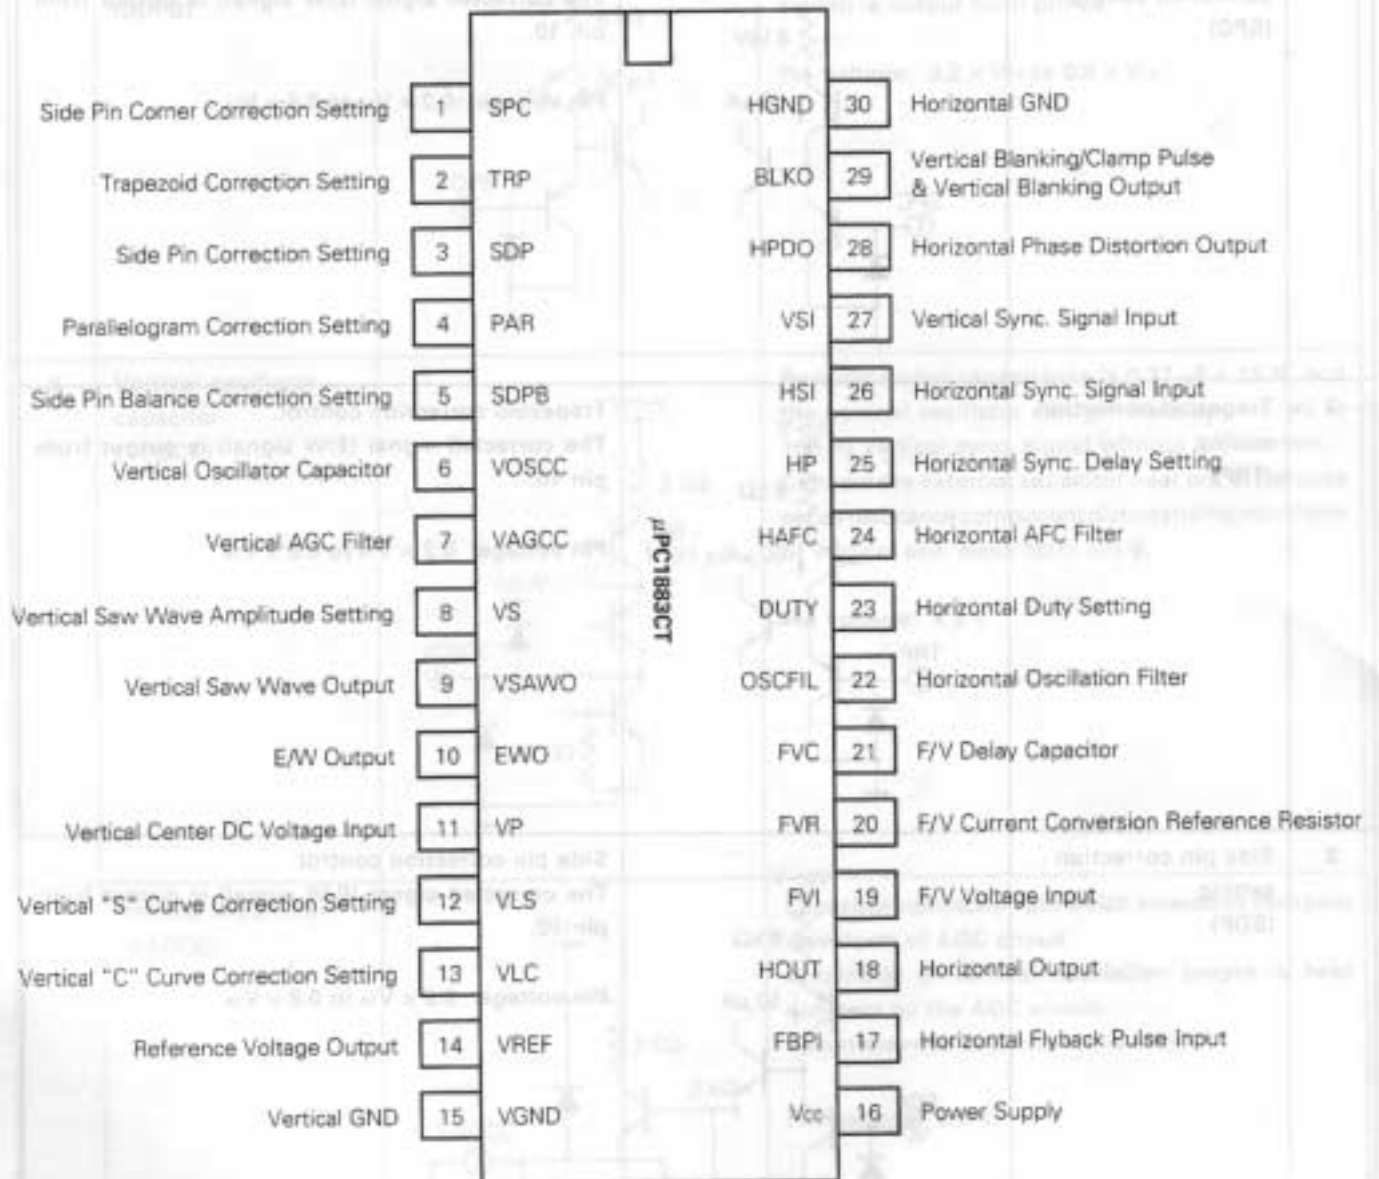 Side Pin Corner Correction Setting 1 SPC
Trapezoid Correction Setting 2 TRP
Side Pin Correction Setting 3 SDP
Parallelogram Correction Setting 4 PAR
Side Pin Balance Correction Setting 5 SDPB
Vertical Oscillator Capacitor 6 VOSCC
Vertical AGC Filter 7 VAGCC
Vertical Saw Wave Amplitude Setting 8 VS
Vertical Saw Wave Output 9 VSAWO
E/W Output 10 EWO
Vertical Center DC Voltage Input 11 VP
Vertical "S" Curve Correction Setting 12 VLS
Vertical "C" Curve Correction Setting 13 VLC
Reference Voltage Output 14 VREF
Vertical GND 15 VGND
μPC1883CT
HGND 30 Horizontal GND
BLKO 29 Vertical Blanking/Clamp Pulse
& Vertical Blanking Output
HPDO 28 Horizontal Phase Distortion Output
VSI 27 Vertical Sync. Signal Input
HSI 26 Horizontal Sync. Signal Input
HP 25 Horizontal Sync. Delay Setting
HAFC 24 Horizontal AFC Filter
DUTY 23 Horizontal Duty Setting
OSCFIL 22 Horizontal Oscillation Filter
FVC 21 F/V Delay Capacitor
FVR 20 F/V Current Conversion Reference Resistor
FVI 19 F/V Voltage Input
HOUT 18 Horizontal Output
FBPI 17 Horizontal Flyback Pulse Input
Vcc 16 Power Supply